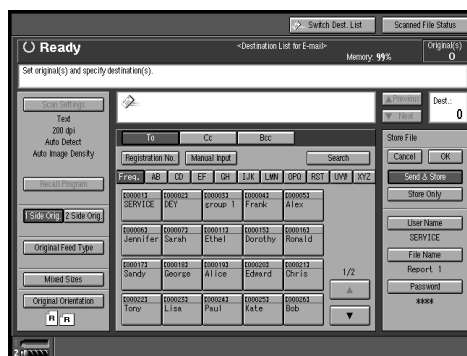 Switch Dest. List
Scanned File Status
Ready
<Destination List for E-mail>
Memory: 99%
Original(s)
0
Set original(s) and specify destination(s).
Scan Settings
Text
200 dpi
Auto Detect
Auto Image Density
Recall Program
1 Side Orig. 2 Side Orig.
Original Feed Type
Mixed Sizes
Original Orientation
R R
▲ Previous
▼ Next
Dest.:
0
To Cc Bcc
Registration No. Manual Input Search
Freq. AB CD EF GH IJK LMN OPQ RST UVW XYZ
[00001] [00002] [00003] [00004] [00005]
SERVICE DEY group 1 Frank Alex
[00006] [00007] [00011] [00015] [00016]
Jennifer Sarah Ethel Dorothy Ronald
[00017] [00018] [00019] [00020] [00021]
Sandy George Alice Edward Chris
1/2
[00022] [00023] [00024] [00025] [00026]
Tony Lisa Paul Kate Bob
Store File
Cancel OK
Send & Store
Store Only
User Name
SERVICE
File Name
Report 1
Password
****
1
2